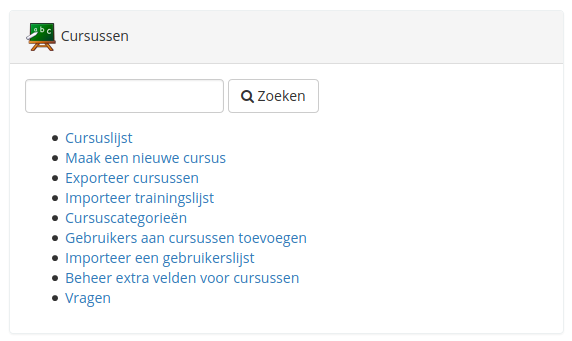 Cursussen
Zoeken
Cursuslijst
Maak een nieuwe cursus
Exporteer cursussen
Importeer trainingslijst
Cursuscategorieën
Gebruikers aan cursussen toevoegen
Importeer een gebruikerslijst
Beheer extra velden voor cursussen
Vragen